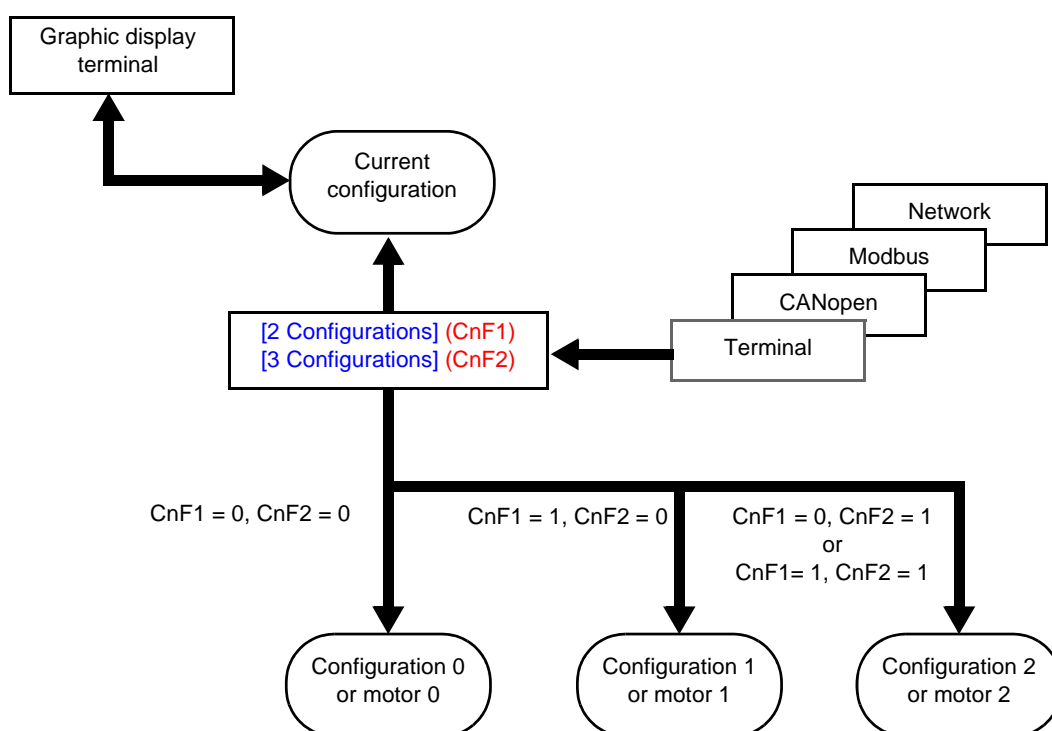 Graphic display
terminal
Current
configuration
Network
Modbus
CANopen
Terminal
[2 Configurations] (CnF1)
[3 Configurations] (CnF2)
CnF1 = 0, CnF2 = 0
CnF1 = 1, CnF2 = 0
CnF1 = 0, CnF2 = 1
or
CnF1= 1, CnF2 = 1
Configuration 0
or motor 0
Configuration 1
or motor 1
Configuration 2
or motor 2